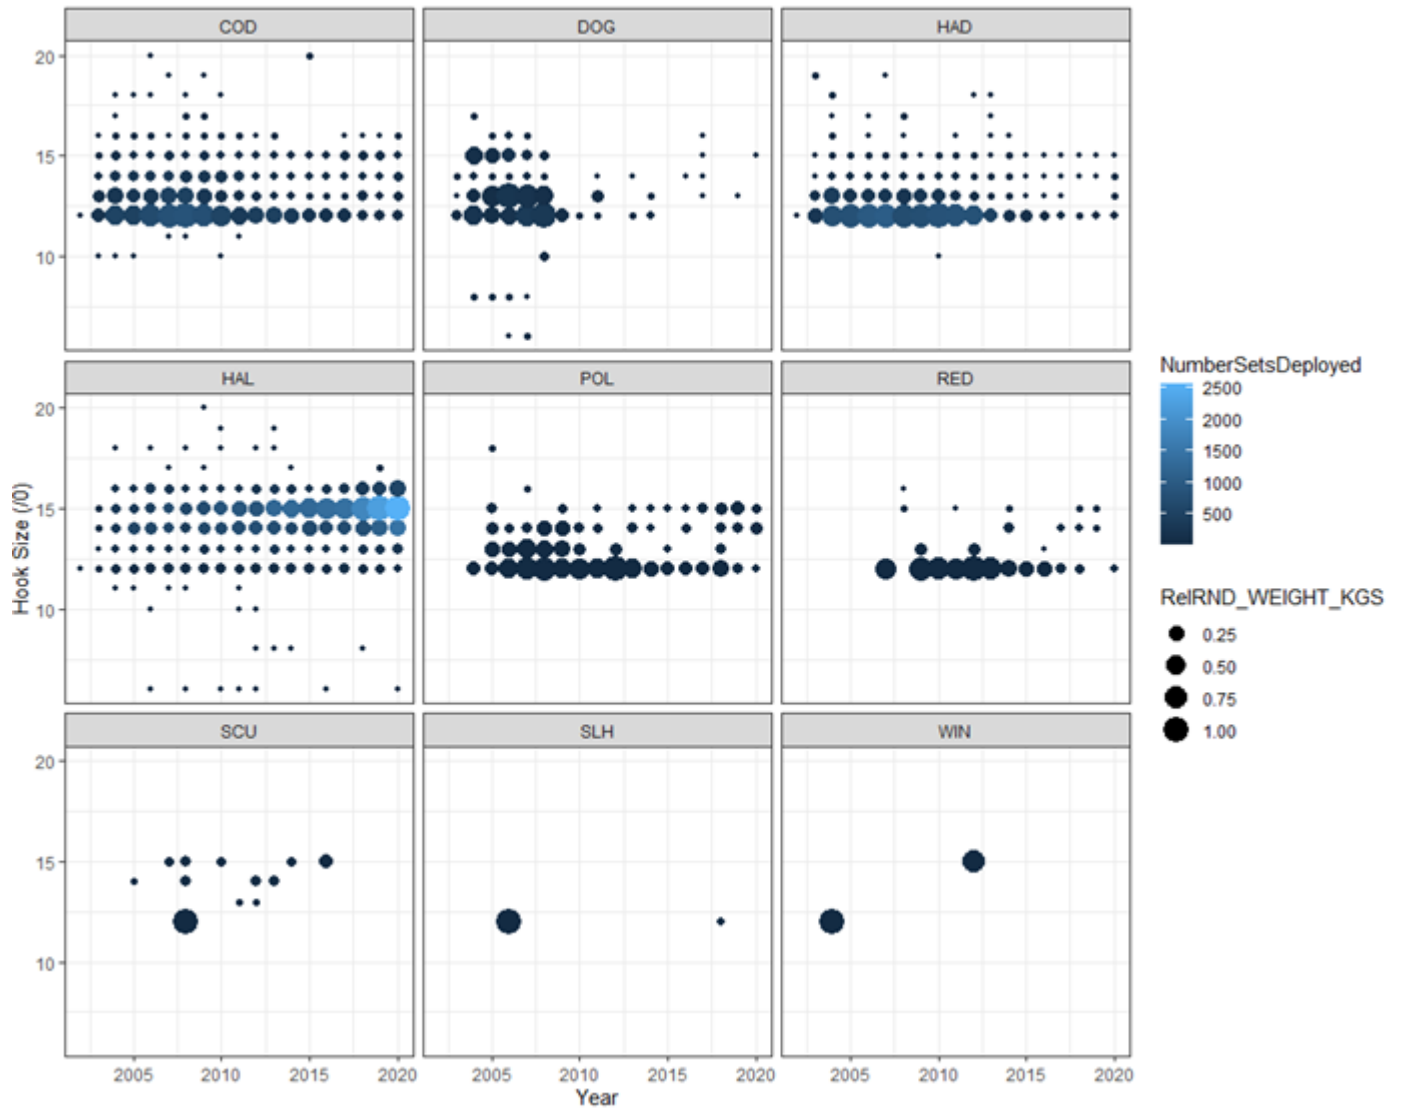 COD DOG HAD
20
15
10
HAL POL RED
20
15
10
SCU SLH WIN
20
15
10
Hook Size (/0)
2005 2010 2015 2020 2005 2010 2015 2020 2005 2010 2015 2020
Year
NumberSetsDeployed
2500
2000
1500
1000
500
RelRND_WEIGHT_KGS
0.25
0.50
0.75
1.00